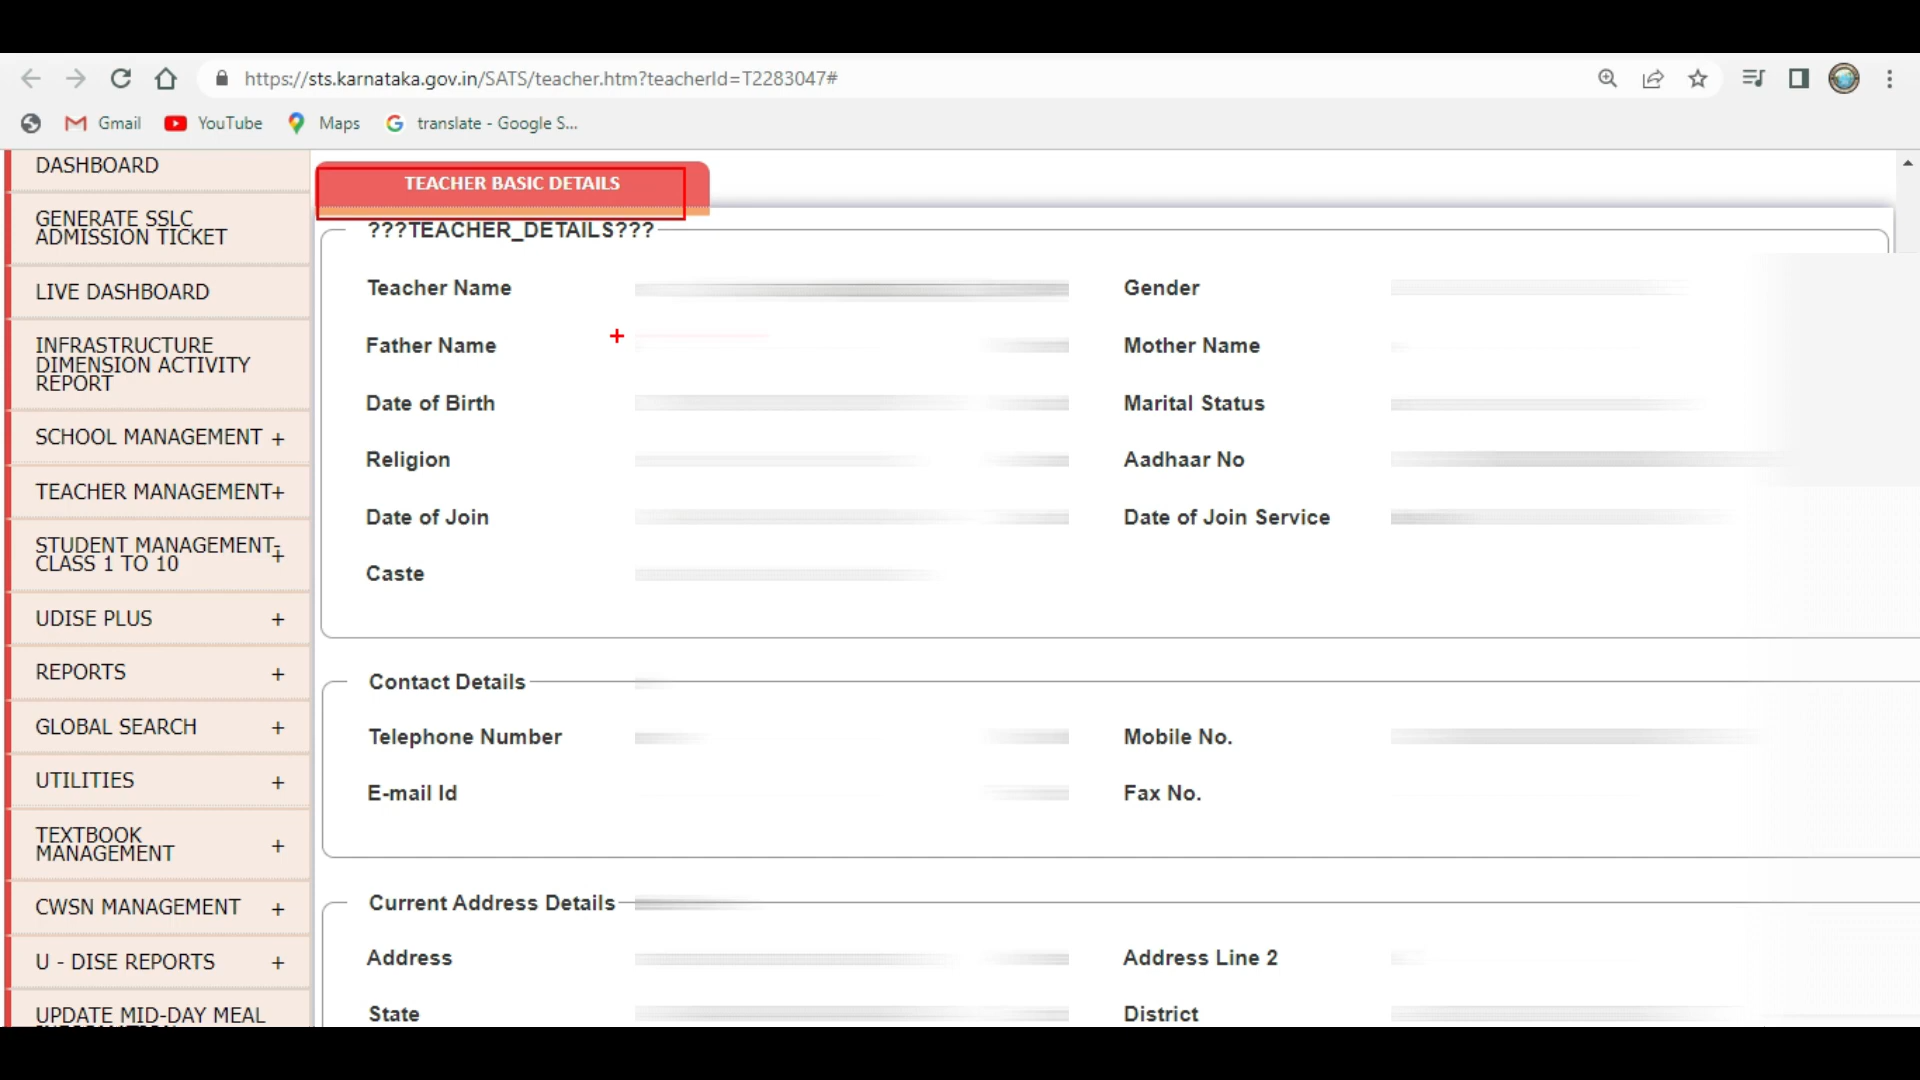 https://sts.karnataka.gov.in/SATS/teacher.htm?teacherId=T2283047#
Gmail YouTube Maps translate - Google S...
DASHBOARD
GENERATE SSLC
ADMISSION TICKET
LIVE DASHBOARD
INFRASTRUCTURE
DIMENSION ACTIVITY
REPORT
SCHOOL MANAGEMENT +
TEACHER MANAGEMENT+
STUDENT MANAGEMENT-
CLASS 1 TO 10 +
UDISE PLUS +
REPORTS +
GLOBAL SEARCH +
UTILITIES +
TEXTBOOK
MANAGEMENT +
CWSN MANAGEMENT +
U - DISE REPORTS +
UPDATE MID-DAY MEAL
TEACHER BASIC DETAILS
???TEACHER_DETAILS???
Teacher Name Gender
Father Name Mother Name
Date of Birth Marital Status
Religion Aadhaar No
Date of Join Date of Join Service
Caste
Contact Details
Telephone Number Mobile No.
E-mail Id Fax No.
Current Address Details
Address Address Line 2
State District